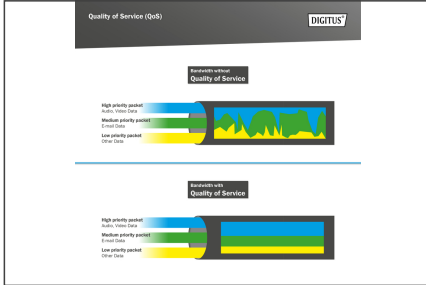 Quality of Service (QoS)
DIGITUS®
Bandwidth without
Quality of Service
High priority packet
Audio, Video Data
Medium priority packet
E-mail Data
Low priority packet
Other Data
Bandwidth with
Quality of Service
High priority packet
Audio, Video Data
Medium priority packet
E-mail Data
Low priority packet
Other Data